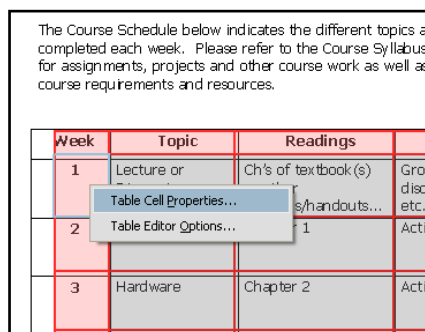 The Course Schedule below indicates the different topics a
completed each week. Please refer to the Course Syllabus
for assignments, projects and other course work as well as
course requirements and resources.
Week Topic Readings
1 Lecture or Ch's of textbook(s) Gro
disc
s/handouts... etc.
Table Cell Properties...
Table Editor Options...
2 1 Acti
3 Hardware Chapter 2 Acti